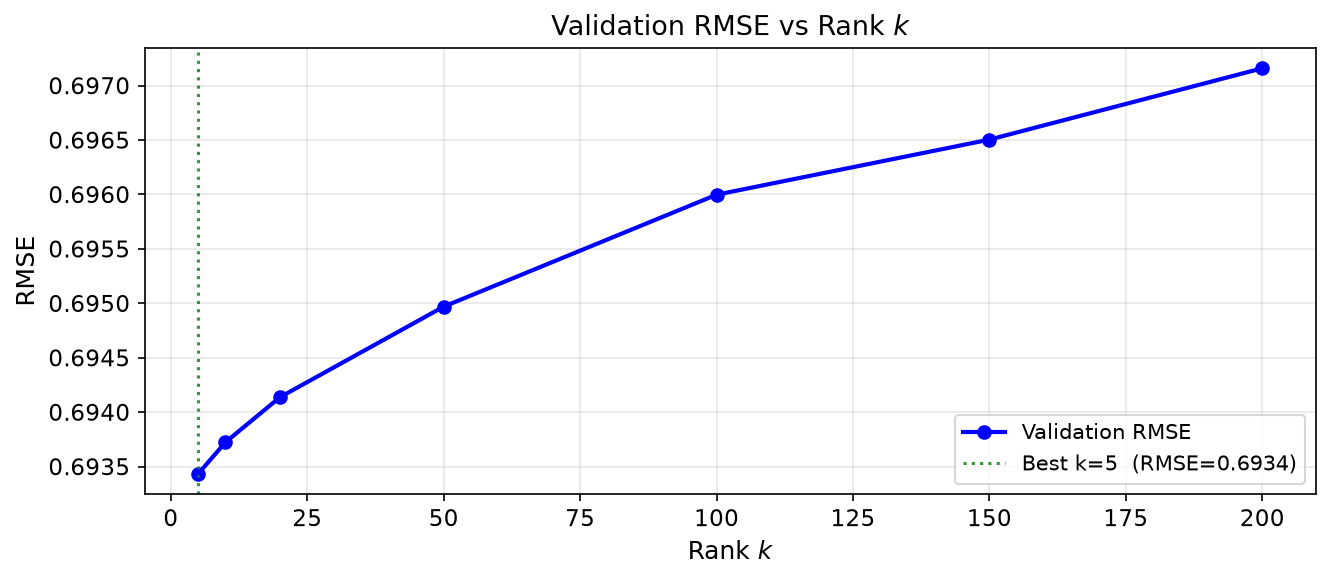 Validation RMSE vs Rank k
RMSE
0.6970
0.6965
0.6960
0.6955
0.6950
0.6945
0.6940
0.6935
Validation RMSE
Best k=5 (RMSE=0.6934)
0 25 50 75 100 125 150 175 200
Rank k